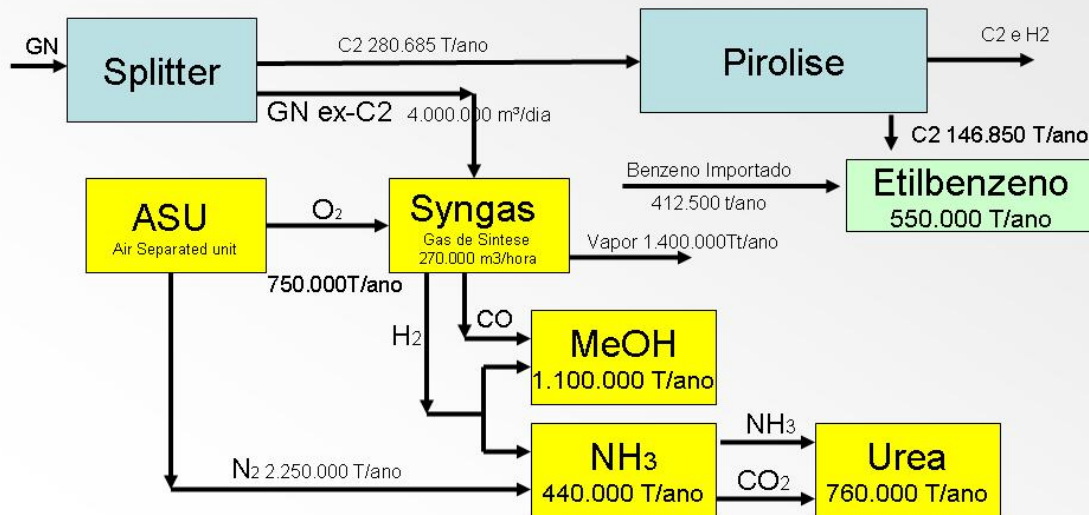 GN
Splitter
C2 280.685 T/ano
Pirolise
C2 e H2
GN ex-C2 4.000.000 m³/dia
C2 146.850 T/ano
Benzeno Importado
412.500 t/ano
Etilbenzeno
550.000 T/ano
ASU
Air Separated unit
O2
750.000T/ano
Syngas
Gas de Sintese
270.000 m3/hora
Vapor 1.400.000Tt/ano
H2
CO
MeOH
1.100.000 T/ano
N2 2.250.000 T/ano
NH3
440.000 T/ano
NH3
CO2
Urea
760.000 T/ano